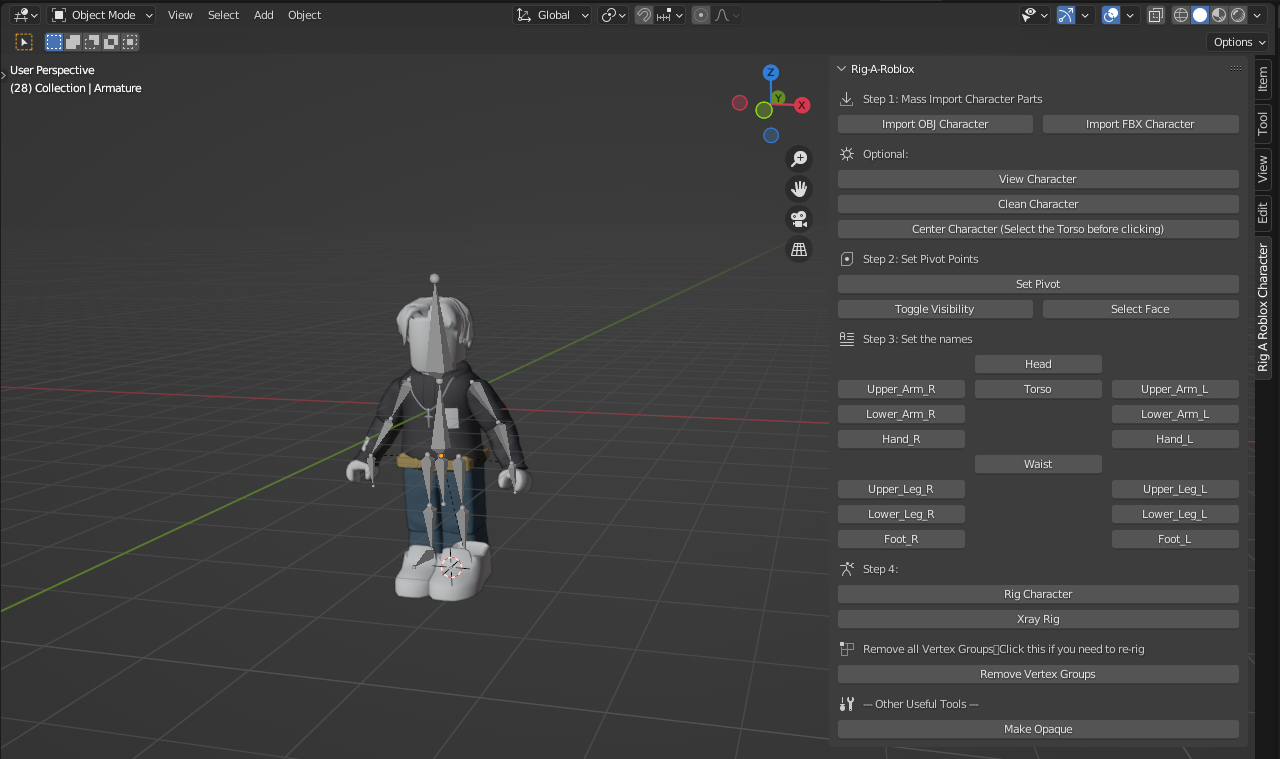 Object Mode
View
Select
Add
Object
Global
Options
User Perspective
(28) Collection | Armature
Z
Y
X
Rig-A-Roblox
Step 1: Mass Import Character Parts
Import OBJ Character
Import FBX Character
Optional:
View Character
Clean Character
Center Character (Select the Torso before clicking)
Step 2: Set Pivot Points
Set Pivot
Toggle Visibility
Select Face
Step 3: Set the names
Head
Upper_Arm_R
Torso
Upper_Arm_L
Lower_Arm_R
Lower_Arm_L
Hand_R
Hand_L
Waist
Upper_Leg_R
Upper_Leg_L
Lower_Leg_R
Lower_Leg_L
Foot_R
Foot_L
Step 4:
Rig Character
Xray Rig
Remove all Vertex Groups▯Click this if you need to re-rig
Remove Vertex Groups
— Other Useful Tools —
Make Opaque
Item
Tool
View
Edit
Rig A Roblox Character